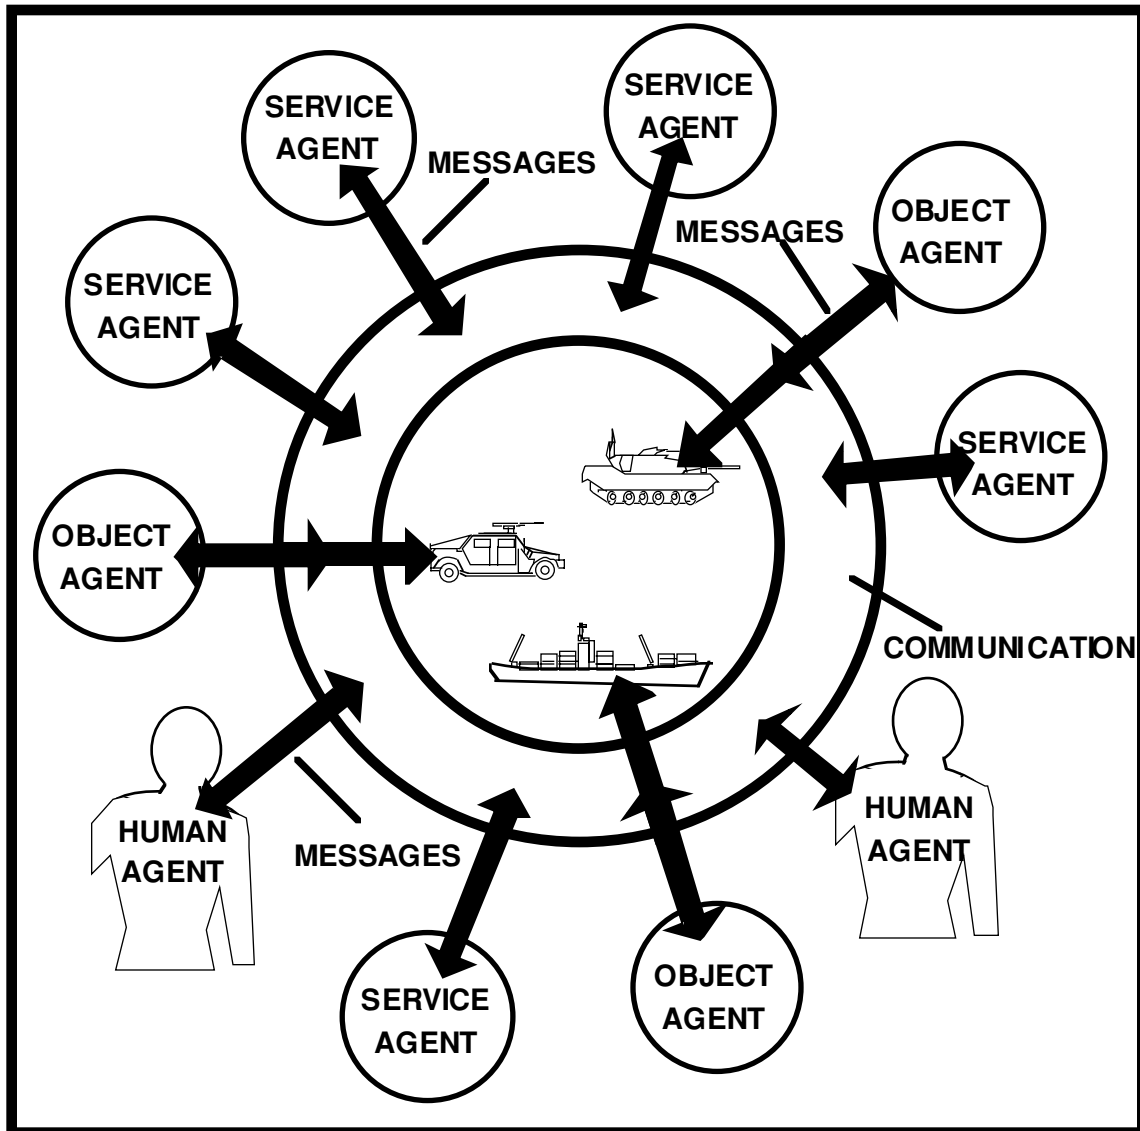 SERVICE
AGENT
SERVICE
AGENT
MESSAGES
OBJECT
AGENT
MESSAGES
SERVICE
AGENT
SERVICE
AGENT
OBJECT
AGENT
COMMUNICATION
HUMAN
AGENT
HUMAN
AGENT
MESSAGES
SERVICE
AGENT
OBJECT
AGENT